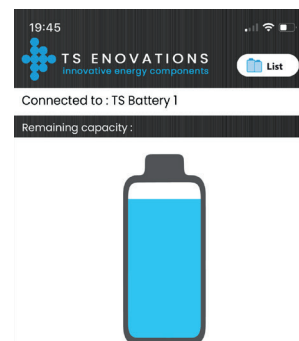 19:45
TS ENOVATIONS
innovative energy components
List
Connected to : TS Battery 1
Remaining capacity :